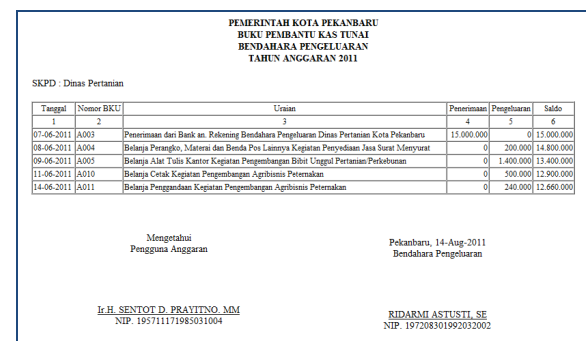 PEMERINTAH KOTA PEKANBARU
BUKU PEMBANTU KAS TUNAI
BENDAHARA PENGELUARAN
TAHUN ANGGARAN 2011
SKPD : Dinas Pertanian
Tanggal Nomor BKU Uraian Penerimaan Pengeluaran Saldo
1 2 3 4 5 6
07-06-2011 A003 Penerimaan dari Bank an. Rekening Bendahara Pengeluaran Dinas Pertanian Kota Pekanbaru 15.000.000 0 15.000.000
08-06-2011 A004 Belanja Perangko, Materai dan Benda Pos Lainnya Kegiatan Penyediaan Jasa Surat Menyurat 0 200.000 14.800.000
09-06-2011 A005 Belanja Alat Tulis Kantor Kegiatan Pengembangan Bibit Unggul Pertanian/Perkebunan 0 1.400.000 13.400.000
11-06-2011 A010 Belanja Cetak Kegiatan Pengembangan Agribisnis Peternakan 0 500.000 12.900.000
14-06-2011 A011 Belanja Penggandaan Kegiatan Pengembangan Agribisnis Peternakan 0 240.000 12.660.000
Mengetahui
Pengguna Anggaran
Pekanbaru, 14-Aug-2011
Bendahara Pengeluaran
Ir.H. SENTOT D. PRAYITNO. MM
NIP. 195711171985031004
RIDARMI ASTUSTI, SE
NIP. 197208301992032002